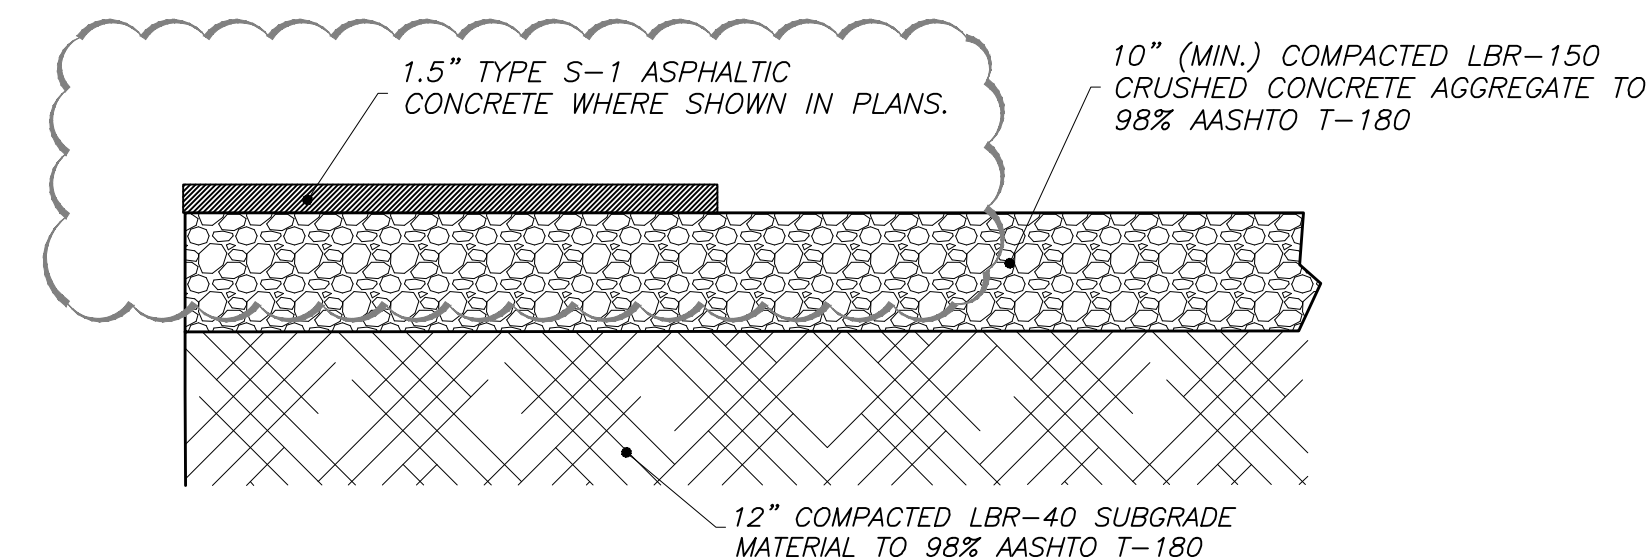 1.5" TYPE S-1 ASPHALTIC
CONCRETE WHERE SHOWN IN PLANS.
10" (MIN.) COMPACTED LBR-150
CRUSHED CONCRETE AGGREGATE TO
98% AASHTO T-180
12" COMPACTED LBR-40 SUBGRADE
MATERIAL TO 98% AASHTO T-180